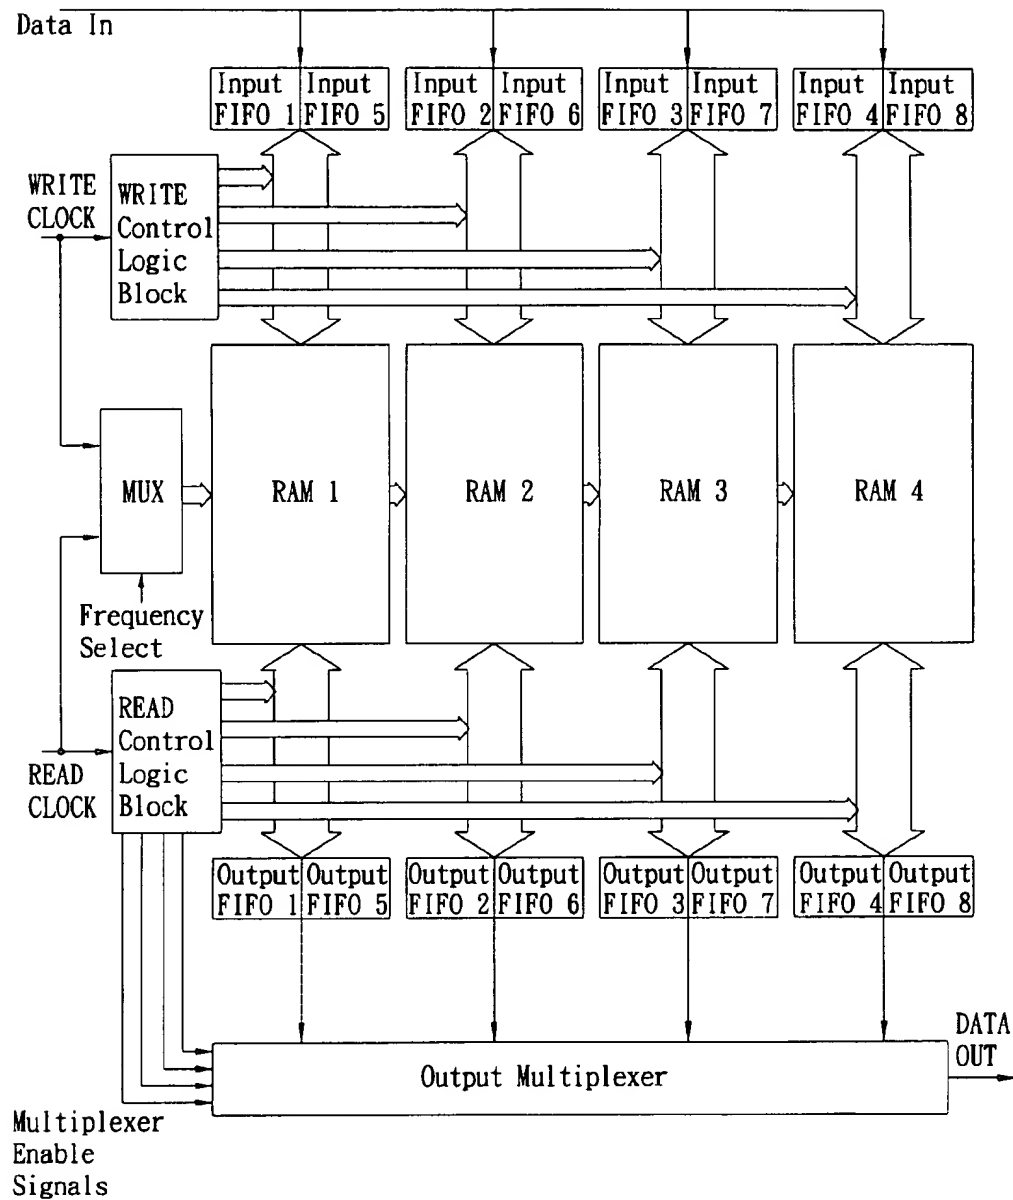 Data In
Input Input Input Input Input Input Input Input
FIFO 1 FIFO 5 FIFO 2 FIFO 6 FIFO 3 FIFO 7 FIFO 4 FIFO 8
WRITE
CLOCK
WRITE
Control
Logic
Block
MUX
RAM 1
RAM 2
RAM 3
RAM 4
Frequency
Select
READ
Control
Logic
Block
READ
CLOCK
Output Output Output Output Output Output Output Output
FIFO 1 FIFO 5 FIFO 2 FIFO 6 FIFO 3 FIFO 7 FIFO 4 FIFO 8
DATA
OUT
Output Multiplexer
Multiplexer
Enable
Signals